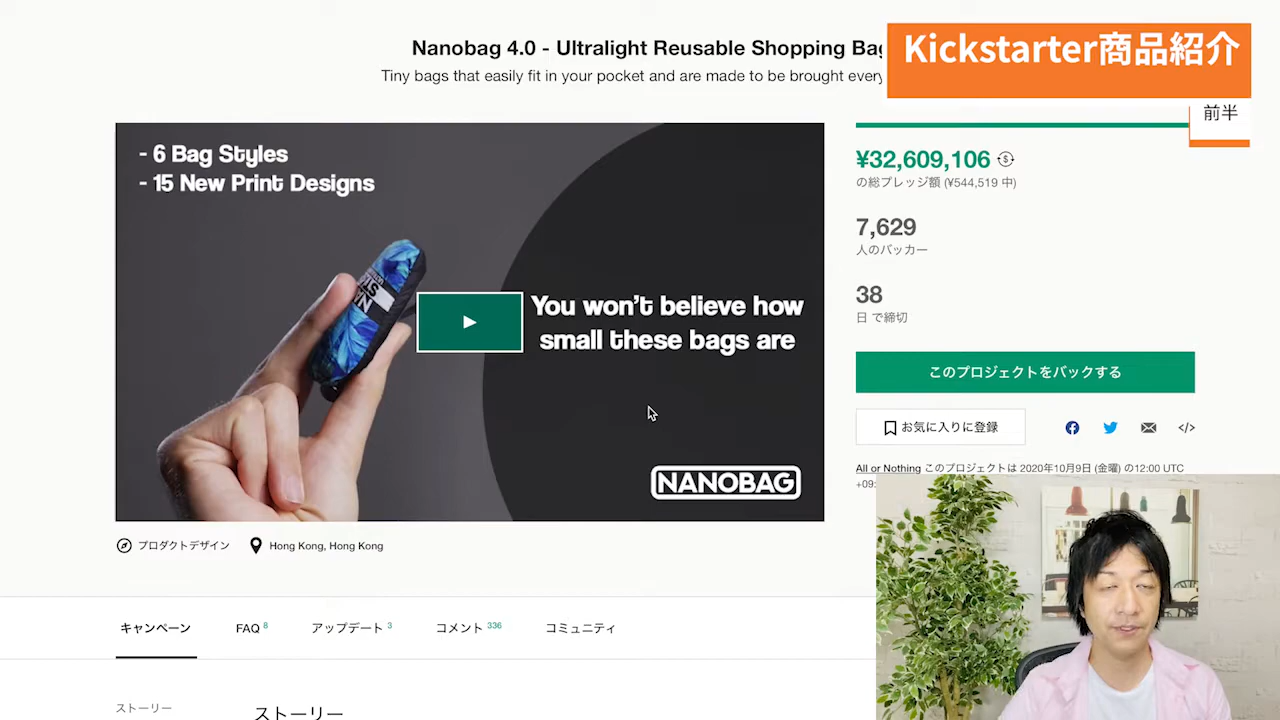 Nanobag 4.0 - Ultralight Reusable Shopping Bag
Tiny bags that easily fit in your pocket and are made to be brought every
Kickstarter商品紹介
前半
- 6 Bag Styles
- 15 New Print Designs
You won't believe how
small these bags are
NANOBAG
¥32,609,106
の総プレッジ額 (¥544,519 中)
7,629
人のバッカー
38
日 で締切
このプロジェクトをバックする
お気に入りに登録
All or Nothing このプロジェクトは 2020年10月9日 (金曜) の12:00 UTC
+09:
プロダクトデザイン
Hong Kong, Hong Kong
キャンペーン
FAQ 8
アップデート 3
コメント 336
コミュニティ
ストーリー
ストーリー